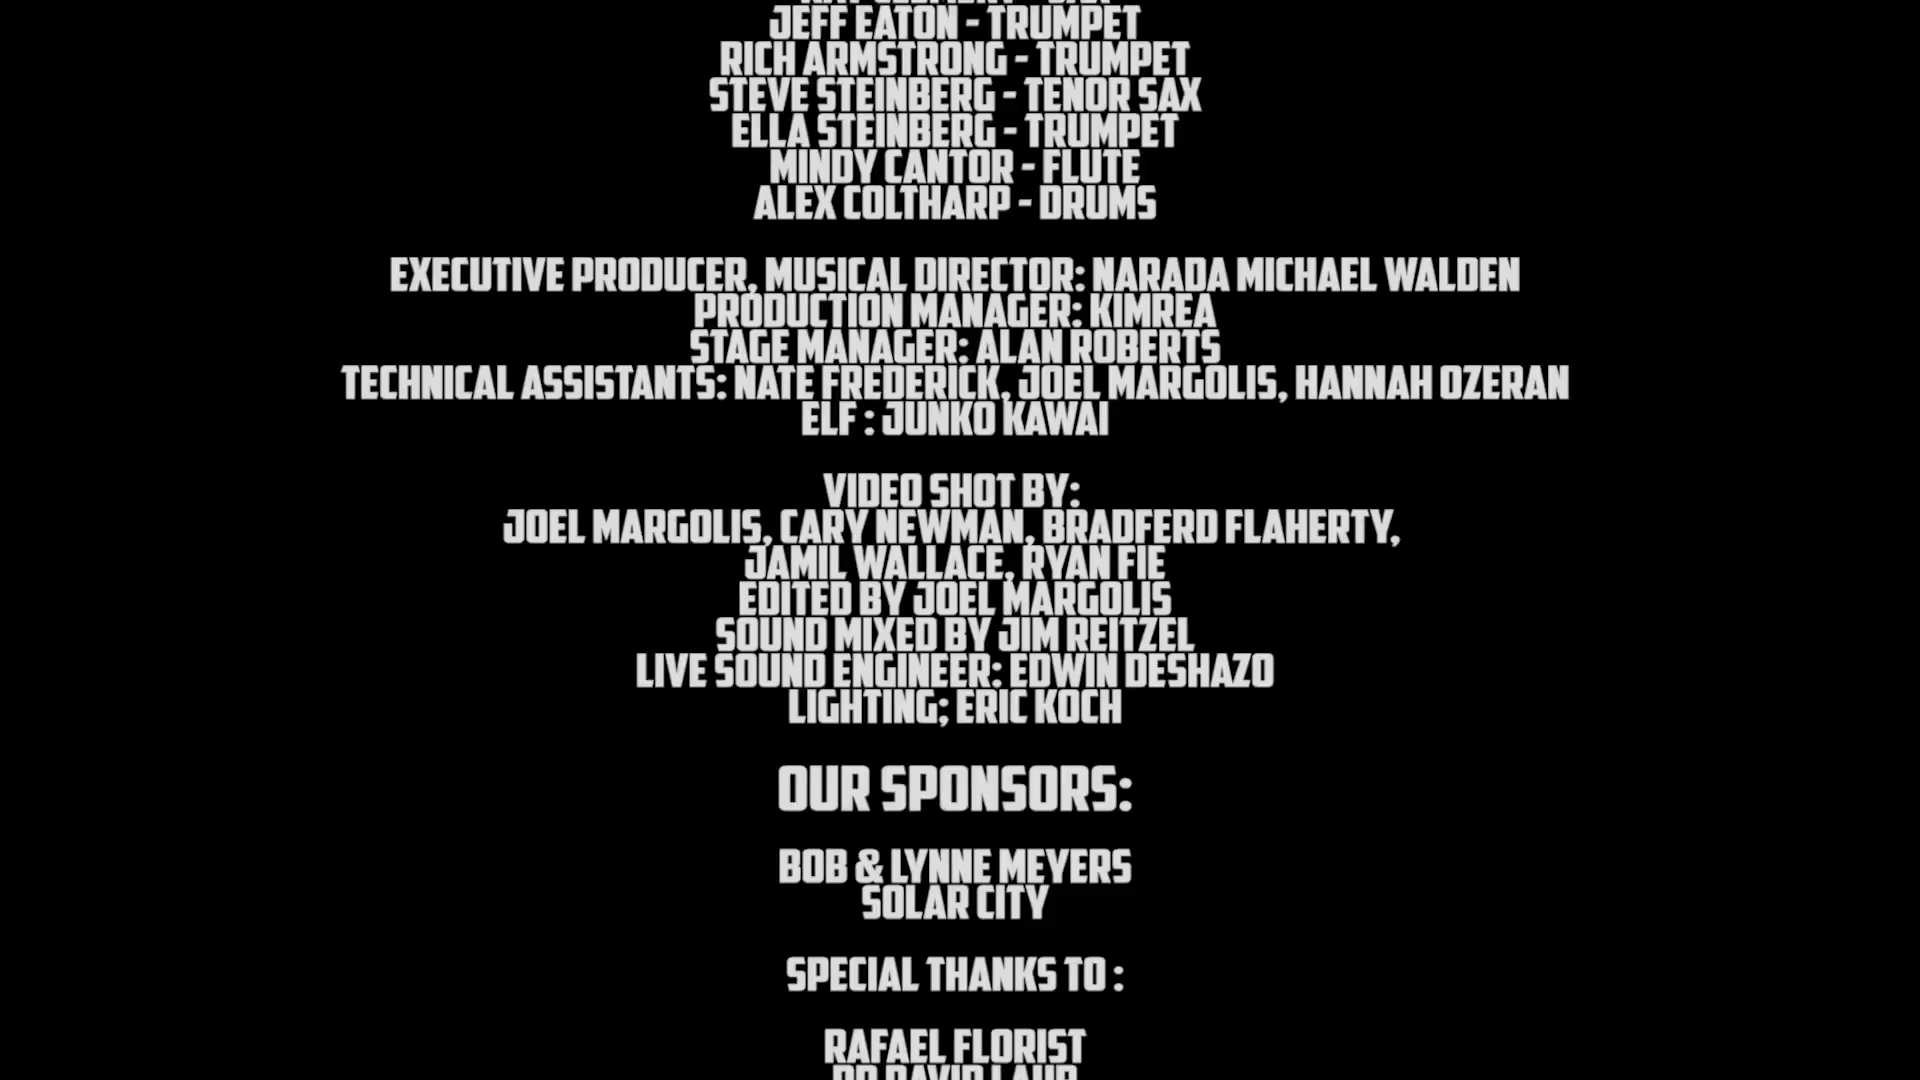 JEFF EATON - TRUMPET
RICH ARMSTRONG - TRUMPET
STEVE STEINBERG - TENOR SAX
ELLA STEINBERG - TRUMPET
MINDY CANTOR - FLUTE
ALEX COLTHARP - DRUMS
EXECUTIVE PRODUCER, MUSICAL DIRECTOR: NARADA MICHAEL WALDEN
PRODUCTION MANAGER: KIMREA
STAGE MANAGER: ALAN ROBERTS
TECHNICAL ASSISTANTS: NATE FREDERICK, JOEL MARGOLIS, HANNAH OZERAN
ELF : JUNKO KAWAI
VIDEO SHOT BY:
JOEL MARGOLIS, CARY NEWMAN, BRADFERD FLAHERTY,
JAMIL WALLACE, RYAN FIE
EDITED BY JOEL MARGOLIS
SOUND MIXED BY JIM REITZEL
LIVE SOUND ENGINEER: EDWIN DESHAZO
LIGHTING; ERIC KOCH
OUR SPONSORS:
BOB & LYNNE MEYERS
SOLAR CITY
SPECIAL THANKS TO :
RAFAEL FLORIST
DR DAVID